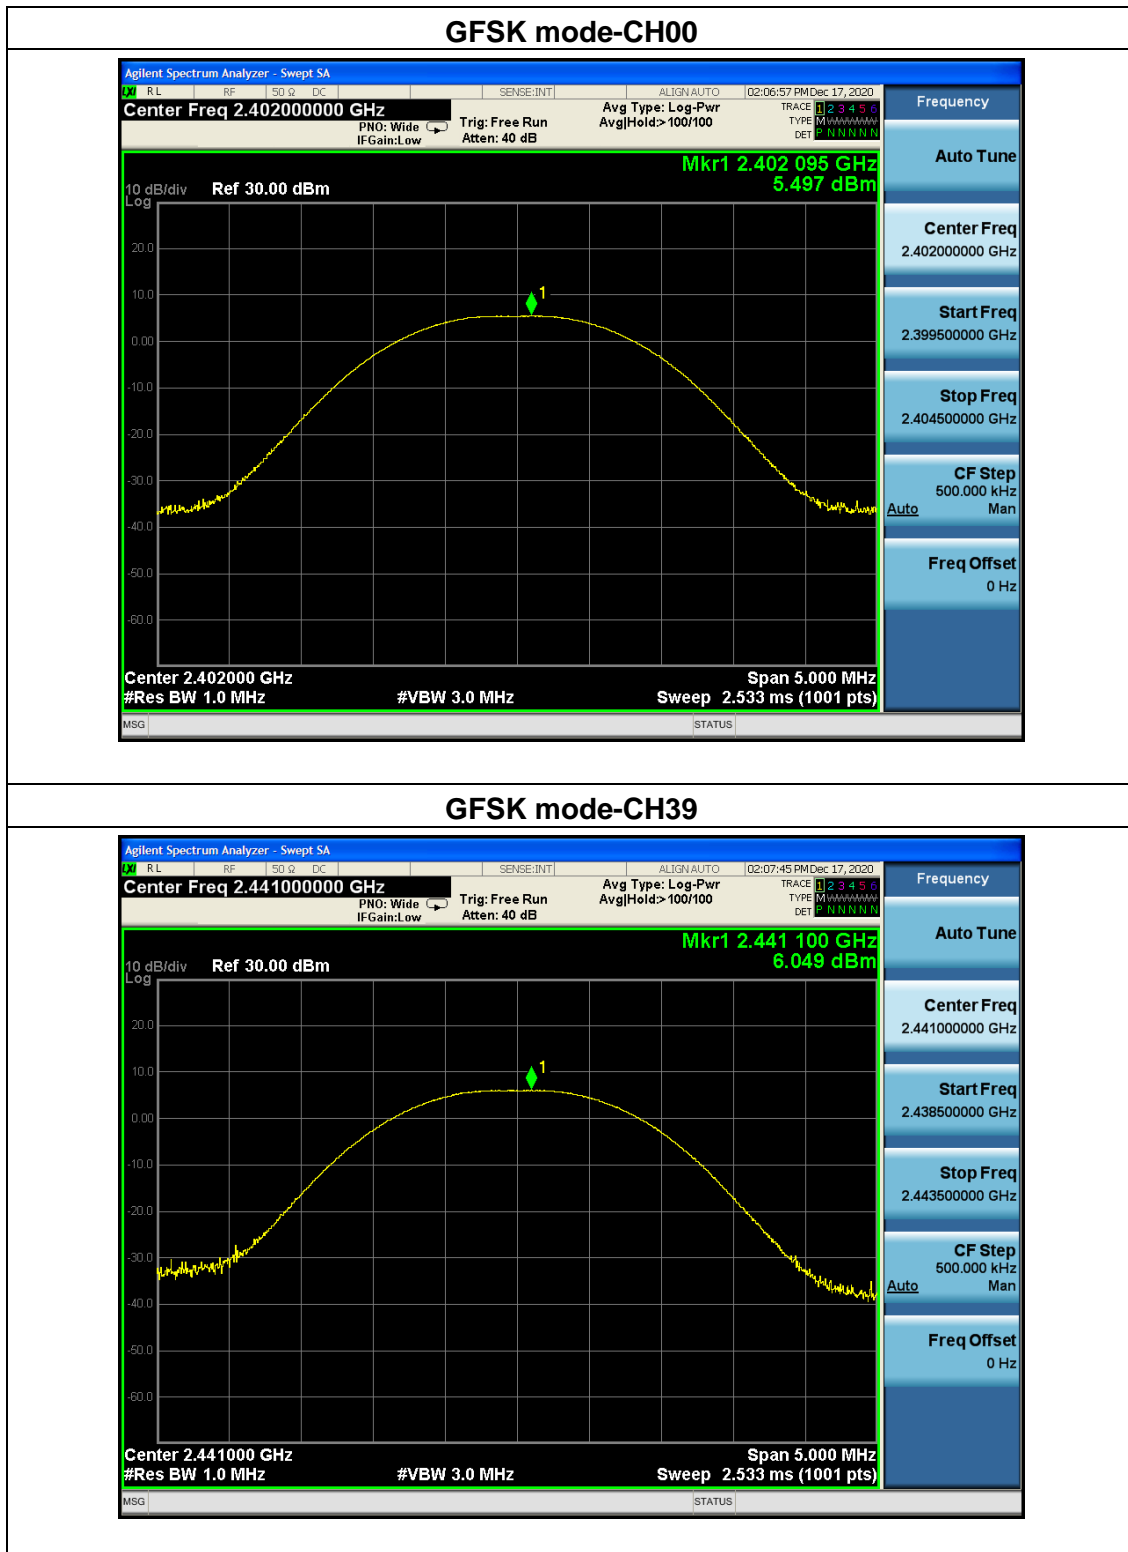 GFSK mode-CH00
Agilent Spectrum Analyzer - Swept SA
LXI RL RF 50 Ω DC SENSE:INT ALIGN AUTO 02:06:57 PM Dec 17, 2020
Center Freq 2.402000000 GHz
PNO: Wide
IFGain:Low
Trig: Free Run
Atten: 40 dB
Avg Type: Log-Pwr
Avg|Hold:> 100/100
TRACE 1 2 3 4 5 6
TYPE M
DET P N N N N N
Mkr1 2.402 095 GHz
5.497 dBm
10 dB/div Ref 30.00 dBm
Log
20.0
10.0
0.00
-10.0
-20.0
-30.0
-40.0
-50.0
-60.0
1
Center 2.402000 GHz Span 5.000 MHz
#Res BW 1.0 MHz #VBW 3.0 MHz Sweep 2.533 ms (1001 pts)
MSG STATUS
Frequency
Auto Tune
Center Freq
2.402000000 GHz
Start Freq
2.399500000 GHz
Stop Freq
2.404500000 GHz
CF Step
500.000 kHz
Auto Man
Freq Offset
0 Hz
GFSK mode-CH39
Agilent Spectrum Analyzer - Swept SA
LXI RL RF 50 Ω DC SENSE:INT ALIGN AUTO 02:07:45 PM Dec 17, 2020
Center Freq 2.441000000 GHz
PNO: Wide
IFGain:Low
Trig: Free Run
Atten: 40 dB
Avg Type: Log-Pwr
Avg|Hold:> 100/100
TRACE 1 2 3 4 5 6
TYPE M
DET P N N N N N
Mkr1 2.441 100 GHz
6.049 dBm
10 dB/div Ref 30.00 dBm
Log
20.0
10.0
0.00
-10.0
-20.0
-30.0
-40.0
-50.0
-60.0
1
Center 2.441000 GHz Span 5.000 MHz
#Res BW 1.0 MHz #VBW 3.0 MHz Sweep 2.533 ms (1001 pts)
MSG STATUS
Frequency
Auto Tune
Center Freq
2.441000000 GHz
Start Freq
2.438500000 GHz
Stop Freq
2.443500000 GHz
CF Step
500.000 kHz
Auto Man
Freq Offset
0 Hz